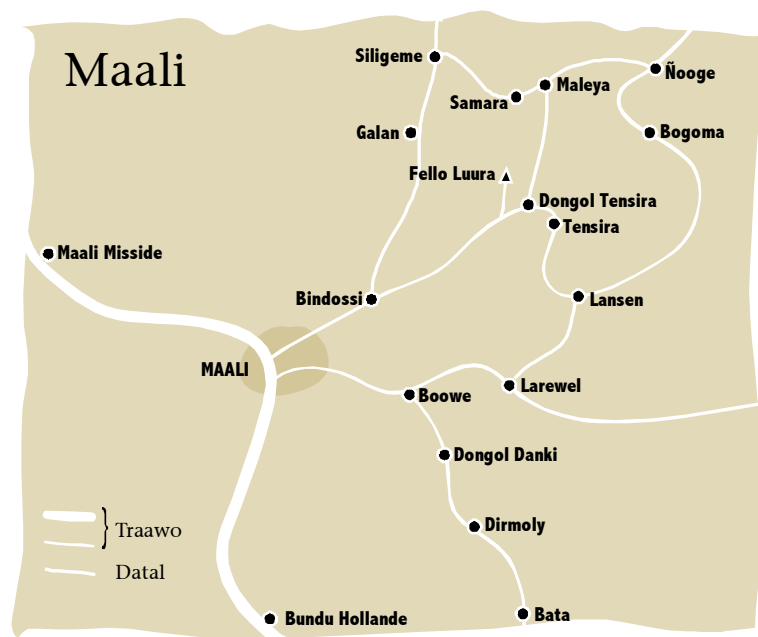 Maali
Siligeme
Samara
Maleya
Ñooge
Galan
Bogoma
Fello Luura
Dongol Tensira
Tensira
Maali Misside
Bindossi
Lansen
MAALI
Boowe
Larewel
Dongol Danki
Dirmoly
Traawo
Datal
Bundu Hollande
Bata